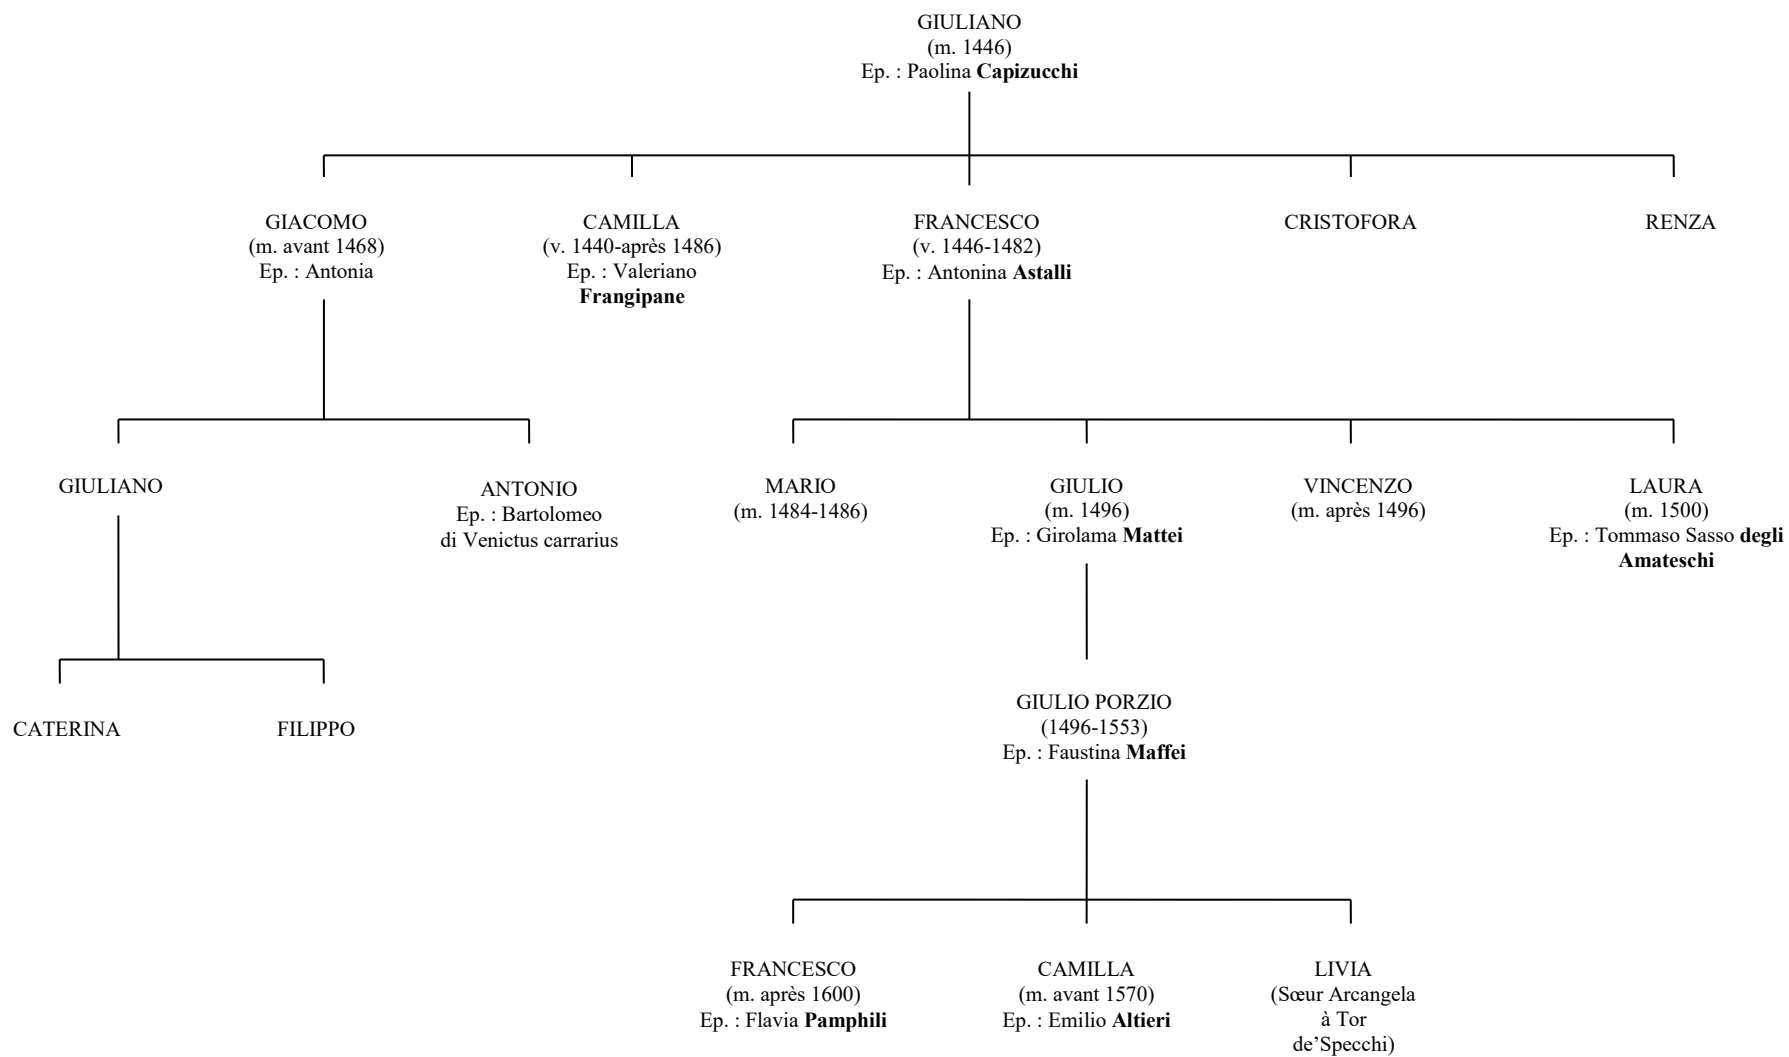 GIULIANO
(m. 1446)
Ep. : Paolina Capizucchi
GIACOMO
(m. avant 1468)
Ep. : Antonia
CAMILLA
(v. 1440-après 1486)
Ep. : Valeriano
Frangipane
FRANCESCO
(v. 1446-1482)
Ep. : Antonina Astalli
CRISTOFORA
RENZA
GIULIANO
ANTONIO
Ep. : Bartolomeo
di Venictus carrarius
MARIO
(m. 1484-1486)
GIULIO
(m. 1496)
Ep. : Girolama Mattei
VINCENZO
(m. après 1496)
LAURA
(m. 1500)
Ep. : Tommaso Sasso degli
Amateschi
CATERINA
FILIPPO
GIULIO PORZIO
(1496-1553)
Ep. : Faustina Maffei
FRANCESCO
(m. après 1600)
Ep. : Flavia Pamphili
CAMILLA
(m. avant 1570)
Ep. : Emilio Altieri
LIVIA
(Sœur Arcangela
à Tor
de’Specchi)